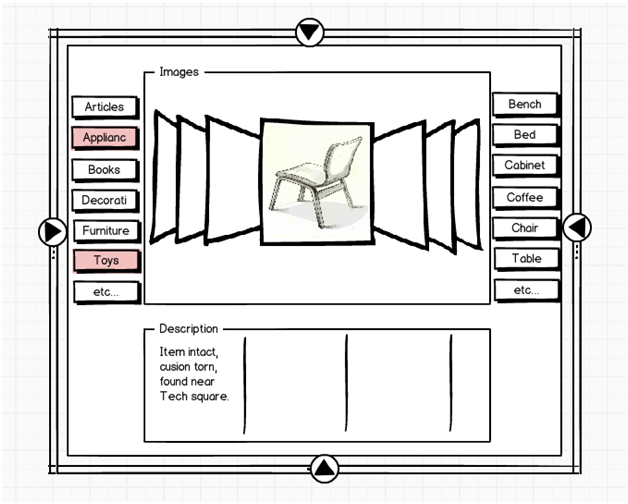 Images
Articles
Applianc
Books
Decorati
Furniture
Toys
etc...
Bench
Bed
Cabinet
Coffee
Chair
Table
etc...
Description
Item intact,
cusion torn,
found near
Tech square.